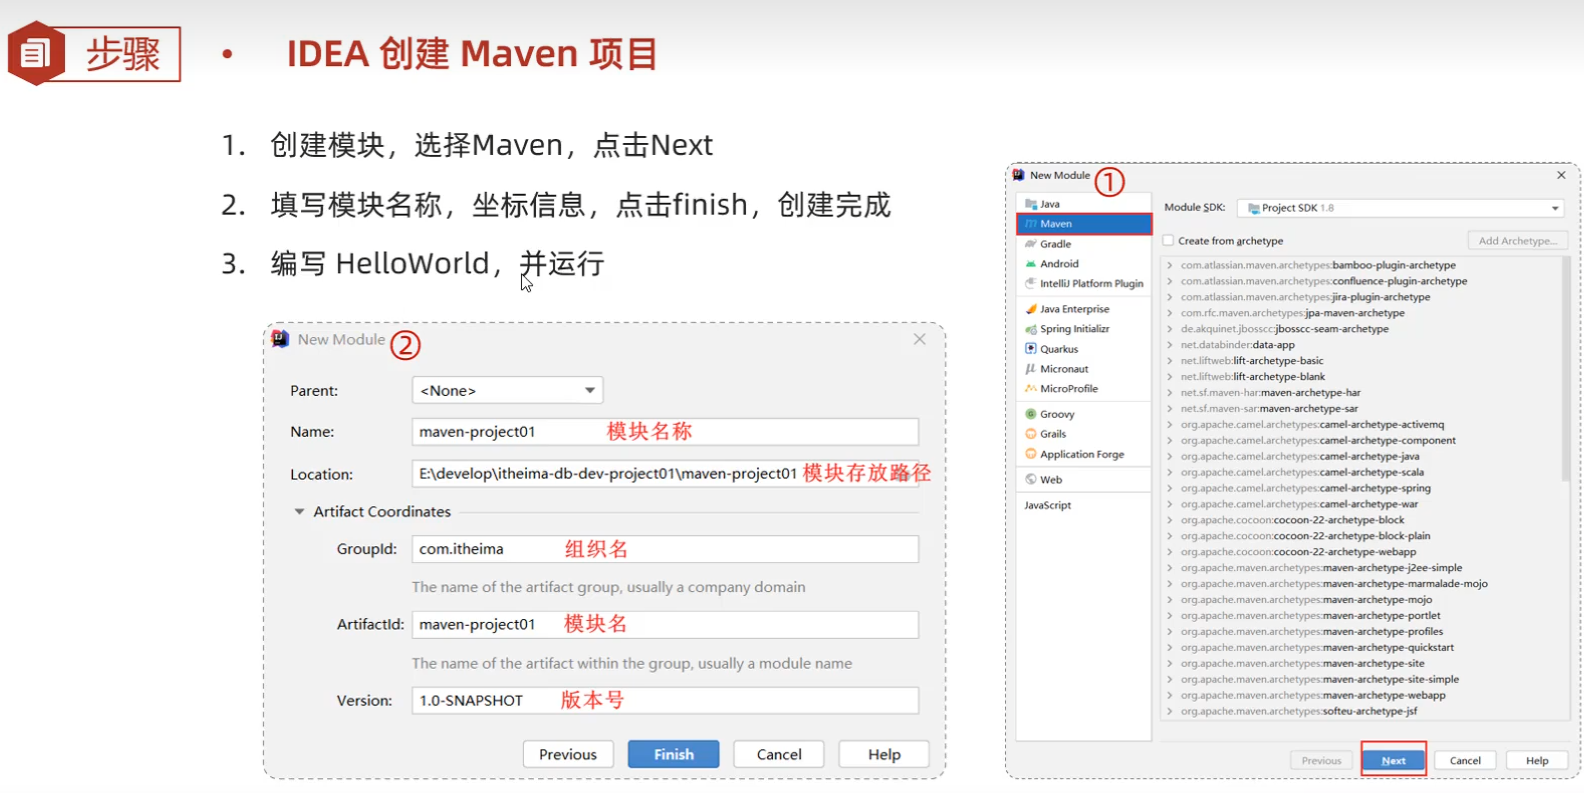 步骤
• IDEA 创建 Maven 项目
1. 创建模块，选择Maven，点击Next
2. 填写模块名称，坐标信息，点击finish，创建完成
3. 编写 HelloWorld，并运行
New Module ②
Parent: <None>
Name: maven-project01 模块名称
Location: E:\develop\itheima-db-dev-project01\maven-project01 模块存放路径
Artifact Coordinates
GroupId: com.itheima 组织名
The name of the artifact group, usually a company domain
ArtifactId: maven-project01 模块名
The name of the artifact within the group, usually a module name
Version: 1.0-SNAPSHOT 版本号
Previous Finish Cancel Help
New Module ①
Java
Maven
Gradle
Android
IntelliJ Platform Plugin
Java Enterprise
Spring Initializr
Quarkus
Micronaut
MicroProfile
Groovy
Grails
Application Forge
Web
JavaScript
Module SDK: Project SDK 1.8
Create from archetype Add Archetype...
com.atlassian.maven.archetypes:bamboo-plugin-archetype
com.atlassian.maven.archetypes:confluence-plugin-archetype
com.atlassian.maven.archetypes:jira-plugin-archetype
com.rfc.maven.archetypes:jpa-maven-archetype
de.akquinet.jbosscc:jbosscc-seam-archetype
net.databinder:data-app
net.liftweb:lift-archetype-basic
net.liftweb:lift-archetype-blank
net.sf.maven-har:maven-archetype-har
net.sf.maven-sar:maven-archetype-sar
org.apache.camel.archetypes:camel-archetype-activemq
org.apache.camel.archetypes:camel-archetype-component
org.apache.camel.archetypes:camel-archetype-java
org.apache.camel.archetypes:camel-archetype-scala
org.apache.camel.archetypes:camel-archetype-spring
org.apache.camel.archetypes:camel-archetype-war
org.apache.cocoon:cocoon-22-archetype-block
org.apache.cocoon:cocoon-22-archetype-block-plain
org.apache.cocoon:cocoon-22-archetype-webapp
org.apache.maven.archetypes:maven-archetype-j2ee-simple
org.apache.maven.archetypes:maven-archetype-marmalade-mojo
org.apache.maven.archetypes:maven-archetype-mojo
org.apache.maven.archetypes:maven-archetype-portlet
org.apache.maven.archetypes:maven-archetype-profiles
org.apache.maven.archetypes:maven-archetype-quickstart
org.apache.maven.archetypes:maven-archetype-site
org.apache.maven.archetypes:maven-archetype-site-simple
org.apache.maven.archetypes:maven-archetype-webapp
org.apache.maven.archetypes:softeu-archetype-jsf
Previous Next Cancel Help